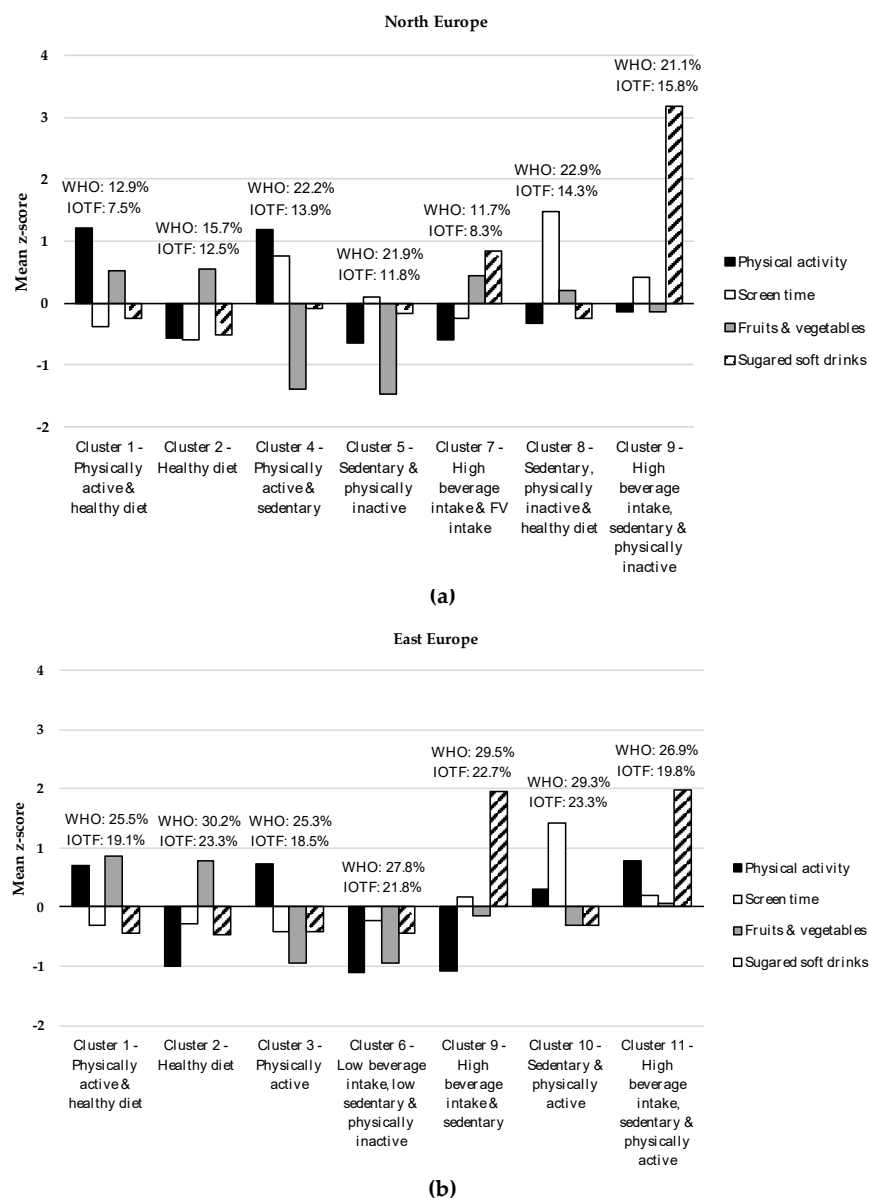 North Europe
4
3
2
1
0
-1
-2
Mean z-score
WHO: 12.9%
IOTF: 7.5%
WHO: 15.7%
IOTF: 12.5%
WHO: 22.2%
IOTF: 13.9%
WHO: 21.9%
IOTF: 11.8%
WHO: 11.7%
IOTF: 8.3%
WHO: 22.9%
IOTF: 14.3%
WHO: 21.1%
IOTF: 15.8%
Physical activity
Screen time
Fruits & vegetables
Sugared soft drinks
Cluster 1 -
Physically
active &
healthy diet
Cluster 2 -
Healthy diet
Cluster 4 -
Physically
active &
sedentary
Cluster 5 -
Sedentary &
physically
inactive
Cluster 7 -
High
beverage
intake & FV
intake
Cluster 8 -
Sedentary,
physically
inactive &
healthy diet
Cluster 9 -
High
beverage
intake,
sedentary &
physically
inactive
(a)
East Europe
4
3
2
1
0
-1
-2
Mean z-score
WHO: 25.5%
IOTF: 19.1%
WHO: 30.2%
IOTF: 23.3%
WHO: 25.3%
IOTF: 18.5%
WHO: 27.8%
IOTF: 21.8%
WHO: 29.5%
IOTF: 22.7%
WHO: 29.3%
IOTF: 23.3%
WHO: 26.9%
IOTF: 19.8%
Physical activity
Screen time
Fruits & vegetables
Sugared soft drinks
Cluster 1 -
Physically
active &
healthy diet
Cluster 2 -
Healthy diet
Cluster 3 -
Physically
active
Cluster 6 -
Low beverage
intake, low
sedentary &
physically
inactive
Cluster 9 -
High
beverage
intake &
sedentary
Cluster 10 -
Sedentary &
physically
active
Cluster 11 -
High
beverage
intake,
sedentary &
physically
active
(b)